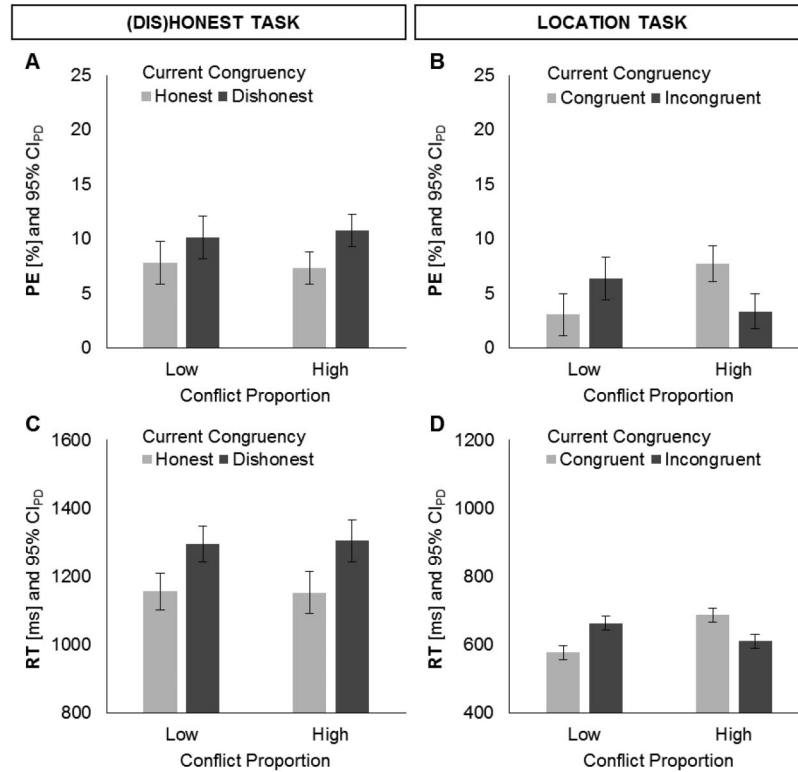 (DIS)HONEST TASK
LOCATION TASK
A
Current Congruency
Honest Dishonest
PE [%] and 95% CIPD
25
20
15
10
5
0
Low High
Conflict Proportion
B
Current Congruency
Congruent Incongruent
PE [%] and 95% CIPD
25
20
15
10
5
0
Low High
Conflict Proportion
C
Current Congruency
Honest Dishonest
RT [ms] and 95% CIPD
1600
1400
1200
1000
800
Low High
Conflict Proportion
D
Current Congruency
Congruent Incongruent
RT [ms] and 95% CIPD
1200
1000
800
600
400
Low High
Conflict Proportion